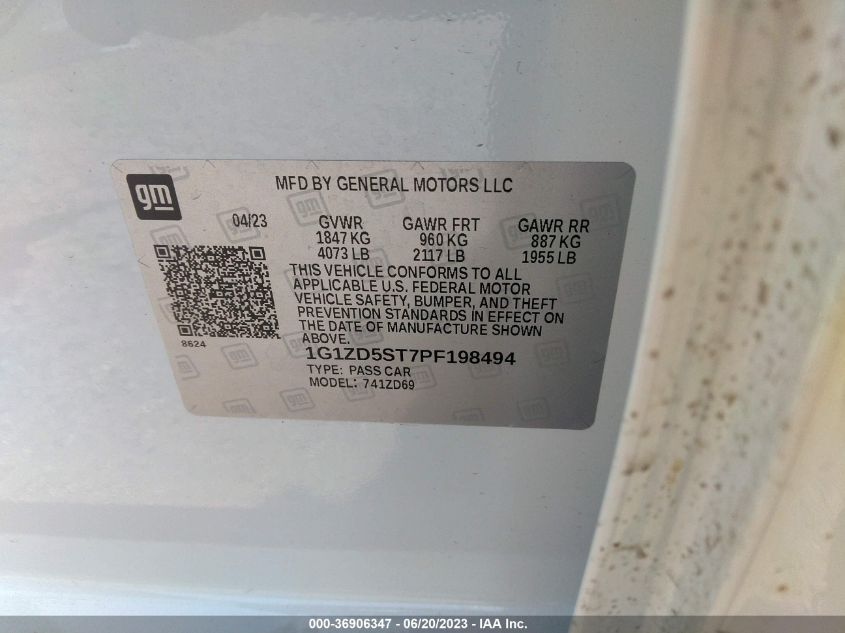 gm
MFD BY GENERAL MOTORS LLC
04/23 GVWR GAWR FRT GAWR RR
1847 KG 960 KG 887 KG
4073 LB 2117 LB 1955 LB
THIS VEHICLE CONFORMS TO ALL
APPLICABLE U.S. FEDERAL MOTOR
VEHICLE SAFETY, BUMPER, AND THEFT
PREVENTION STANDARDS IN EFFECT ON
THE DATE OF MANUFACTURE SHOWN
ABOVE.
8624
1G1ZD5ST7PF198494
TYPE: PASS CAR
MODEL: 741ZD69
000-36906347 - 06/20/2023 - IAA Inc.